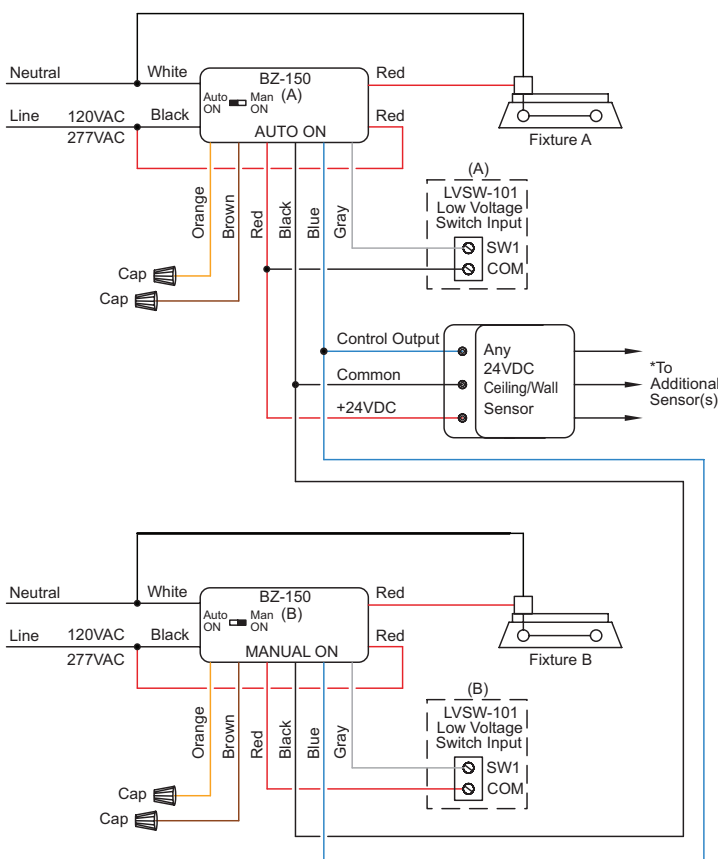 Neutral
White
BZ-150
Red
Auto
ON
Man
ON
(A)
Line
120VAC
277VAC
Black
Red
AUTO ON
Fixture A
Orange
Brown
Red
Black
Blue
Gray
(A)
LVSW-101
Low Voltage
Switch Input
SW1
COM
Cap
Cap
Control Output
Common
+24VDC
Any
24VDC
Ceiling/Wall
Sensor
*To
Additional
Sensor(s)
Neutral
White
BZ-150
Red
Auto
ON
Man
ON
(B)
Line
120VAC
277VAC
Black
Red
MANUAL ON
Fixture B
Orange
Brown
Red
Black
Blue
Gray
(B)
LVSW-101
Low Voltage
Switch Input
SW1
COM
Cap
Cap